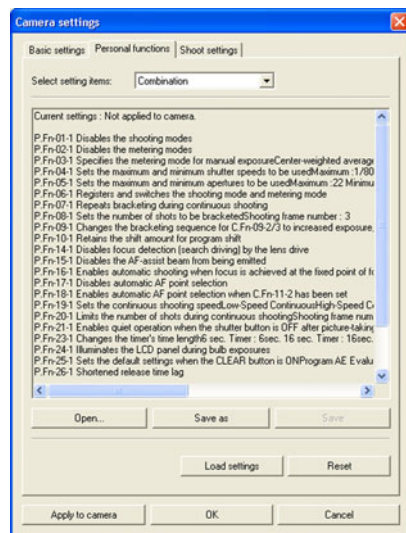 Camera settings
Basic settings Personal functions Shoot settings
Select setting items: Combination
Current settings : Not applied to camera.
P.Fn-01-1 Disables the shooting modes
P.Fn-02-1 Disables the metering modes
P.Fn-03-1 Specifies the metering mode for manual exposureCenter-weighted average
P.Fn-04-1 Sets the maximum and minimum shutter speeds to be usedMaximum :1/80
P.Fn-05-1 Sets the maximum and minimum apertures to be usedMaximum :22 Minimu
P.Fn-06-1 Registers and switches the shooting mode and metering mode
P.Fn-07-1 Repeats bracketing during continuous shooting
P.Fn-08-1 Sets the number of shots to be bracketedShooting frame number : 3
P.Fn-09-1 Changes the bracketing sequence for C.Fn-09-2/3 to increased exposure,
P.Fn-10-1 Retains the shift amount for program shift
P.Fn-14-1 Disables focus detection (search driving) by the lens drive
P.Fn-15-1 Disables the AF-assist beam from being emitted
P.Fn-16-1 Enables automatic shooting when focus is achieved at the fixed point of fo
P.Fn-17-1 Disables automatic AF point selection
P.Fn-18-1 Enables automatic AF point selection when C.Fn-11-2 has been set
P.Fn-19-1 Sets the continuous shooting speedLow-Speed ContinuousHigh-Speed Co
P.Fn-20-1 Limits the number of shots during continuous shootingShooting frame num
P.Fn-21-1 Enables quiet operation when the shutter button is OFF after picture-taking
P.Fn-23-1 Changes the timer's time length6 sec. Timer : 6sec. 16 sec. Timer : 16sec.
P.Fn-24-1 Illuminates the LCD panel during bulb exposures
P.Fn-25-1 Sets the default settings when the CLEAR button is ONProgram AE Evalu
P.Fn-26-1 Shortened release time lag
Open... Save as Save
Load settings Reset
Apply to camera OK Cancel